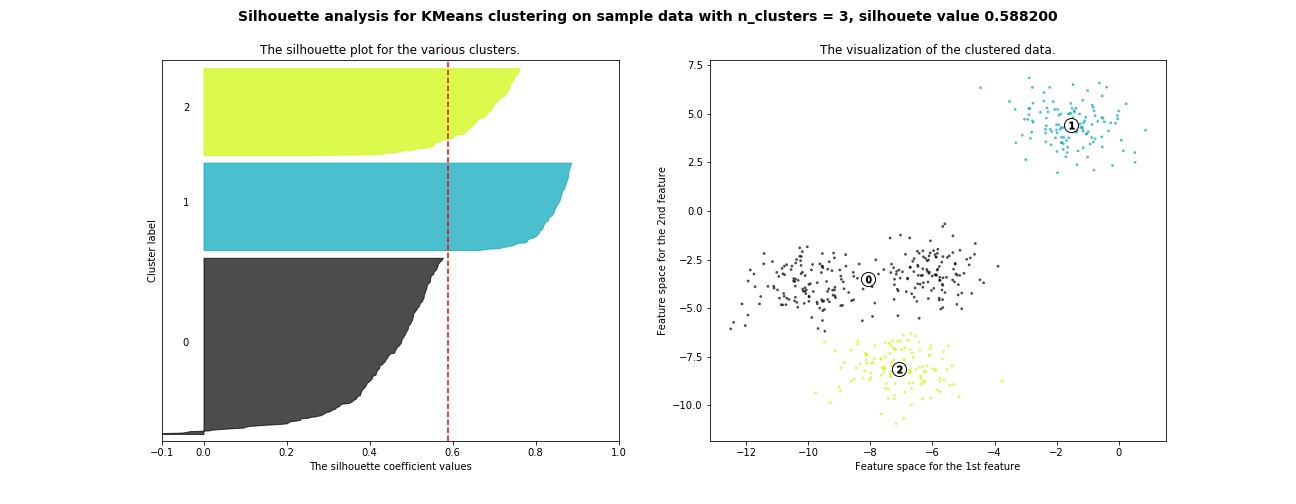 Silhouette analysis for KMeans clustering on sample data with n_clusters = 3, silhouete value 0.588200
The silhouette plot for the various clusters.
Cluster label
2
1
0
−0.1 0.0 0.2 0.4 0.6 0.8 1.0
The silhouette coefficient values
The visualization of the clustered data.
Feature space for the 2nd feature
7.5
5.0
2.5
0.0
−2.5
−5.0
−7.5
−10.0
1
0
2
−12 −10 −8 −6 −4 −2 0
Feature space for the 1st feature